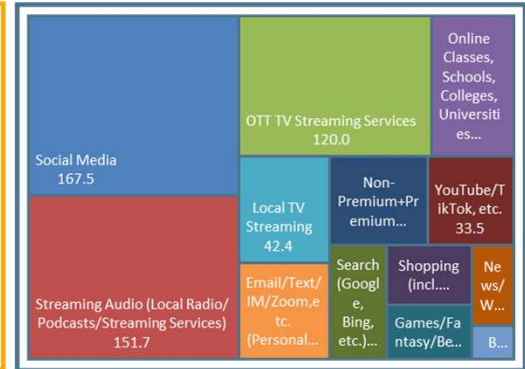 Social Media
167.5
Streaming Audio (Local Radio/
Podcasts/Streaming Services)
151.7
OTT TV Streaming Services
120.0
Online
Classes,
Schools,
Colleges,
Universiti
es...
Local TV
Streaming
42.4
Non-
Premium+Pr
emium...
YouTube/T
ikTok, etc.
33.5
Email/Text/
IM/Zoom,e
tc.
(Personal...
Search
(Googl
e,
Bing,
etc.)...
Shopping
(incl....
Games/Fa
ntasy/Be...
Ne
ws/
W...
B...